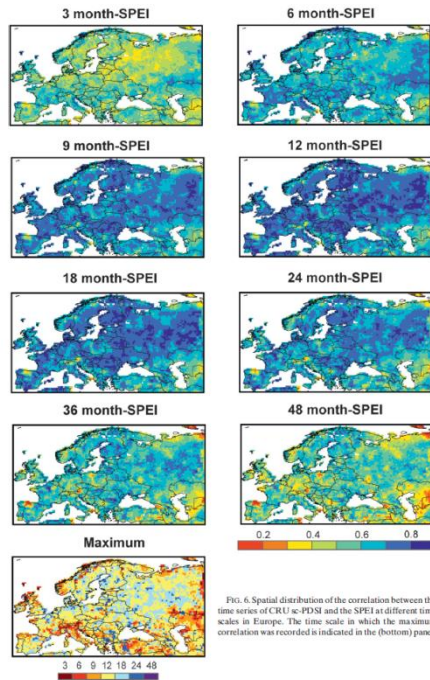 3 month-SPEI
6 month-SPEI
9 month-SPEI
12 month-SPEI
18 month-SPEI
24 month-SPEI
36 month-SPEI
48 month-SPEI
0.2 0.4 0.6 0.8
Maximum
3 6 9 12 18 24 48
FIG. 6. Spatial distribution of the correlation between th
time series of CRU sc-PDSI and the SPEI at different tim
scales in Europe. The time scale in which the maximum
correlation was recorded is indicated in the (bottom) pane